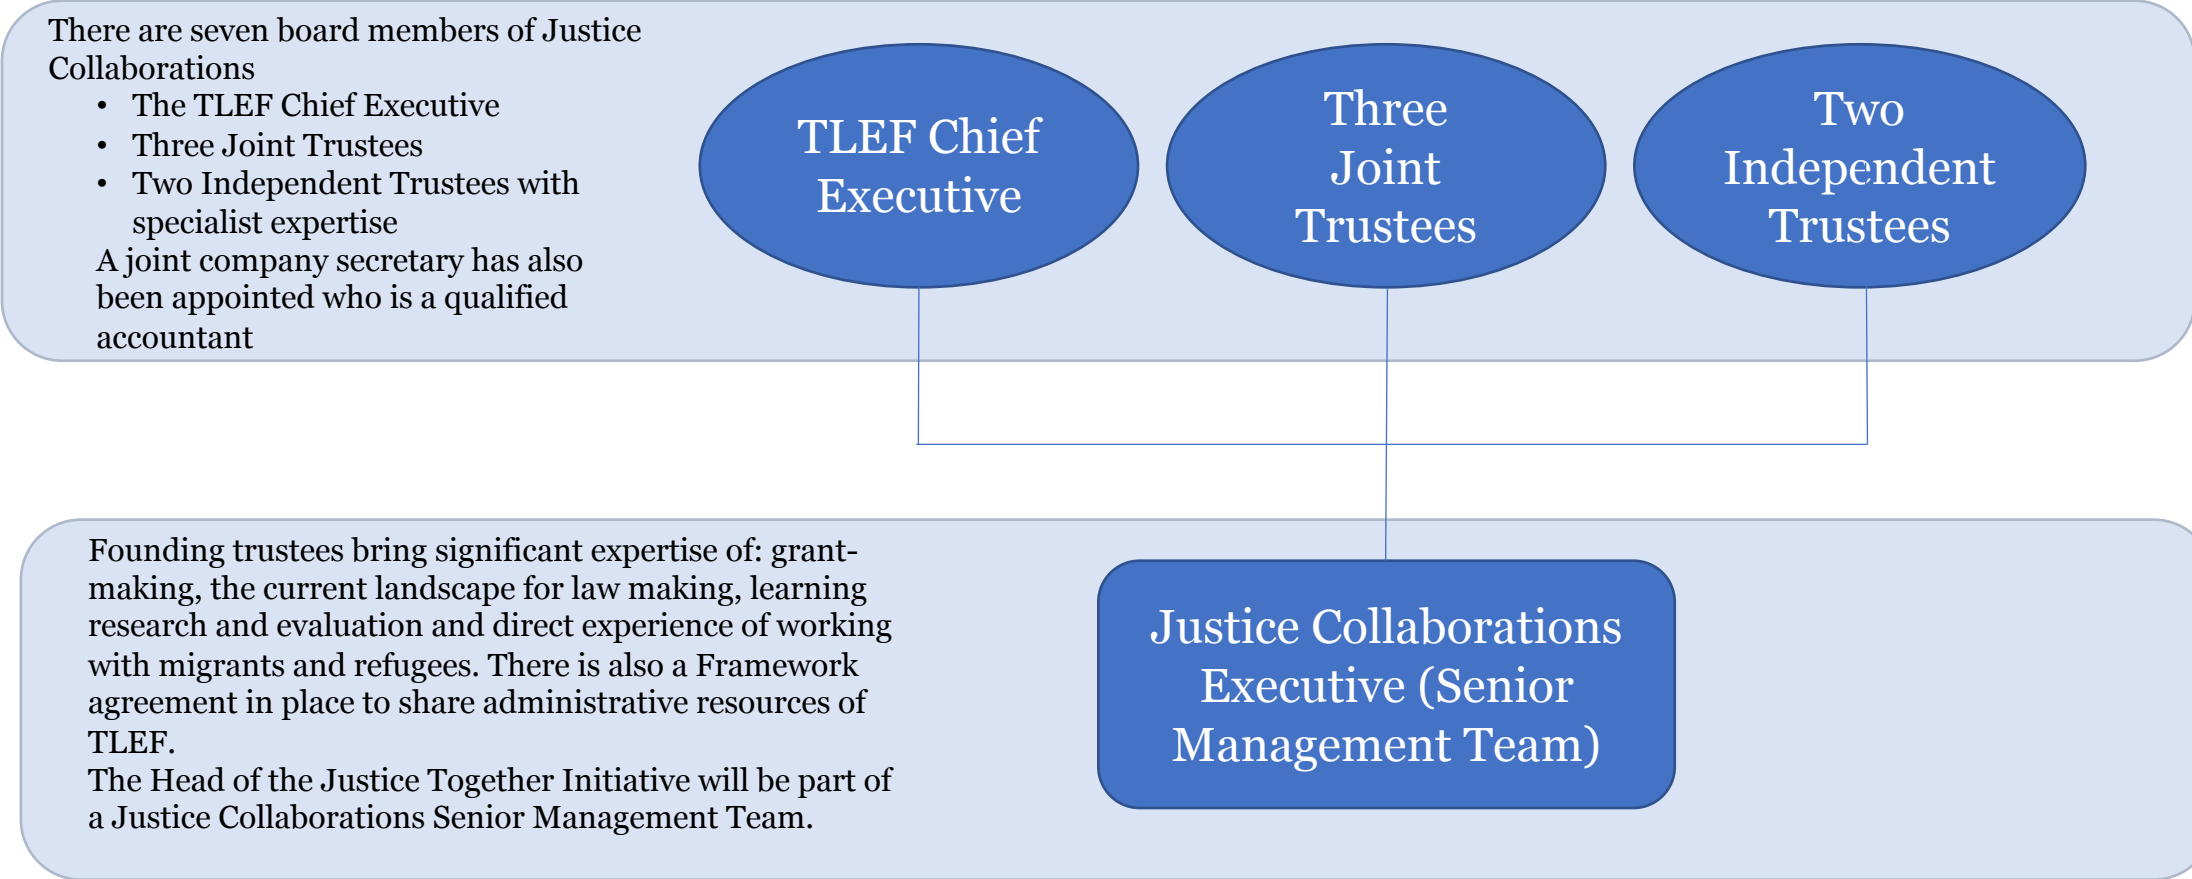 There are seven board members of Justice
Collaborations
• The TLEF Chief Executive
• Three Joint Trustees
• Two Independent Trustees with
specialist expertise
A joint company secretary has also
been appointed who is a qualified
accountant
TLEF Chief
Executive
Three
Joint
Trustees
Two
Independent
Trustees
Founding trustees bring significant expertise of: grant-
making, the current landscape for law making, learning
research and evaluation and direct experience of working
with migrants and refugees. There is also a Framework
agreement in place to share administrative resources of
TLEF.
The Head of the Justice Together Initiative will be part of
a Justice Collaborations Senior Management Team.
Justice Collaborations
Executive (Senior
Management Team)